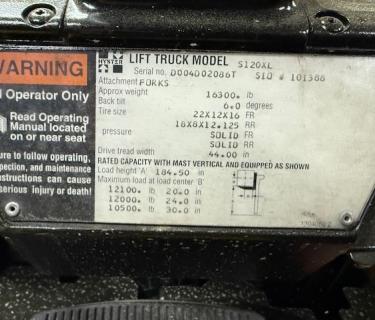 WARNING
Operator Only
Read Operating
Manual located
on or near seat
ure to follow operating,
pection, and maintenance
structions can cause
serious injury or death!
HYSTER LIFT TRUCK MODEL S120XL
Serial no. D004D02086T SIO # 101388
Attachment FORKS
Approx weight 16300. lb
Back tilt 6.0 degrees
Tire size 22X12X16 FR
18X8X12.125 RR
pressure SOLID FR
SOLID RR
Drive tread width 44.00 in
RATED CAPACITY WITH MAST VERTICAL AND EQUIPPED AS SHOWN
Load height 'A' 184.50 in
Maximum load at load center 'B'
12100. lb 20.0 in
12000. lb 24.0 in
10500. lb 30.0 in